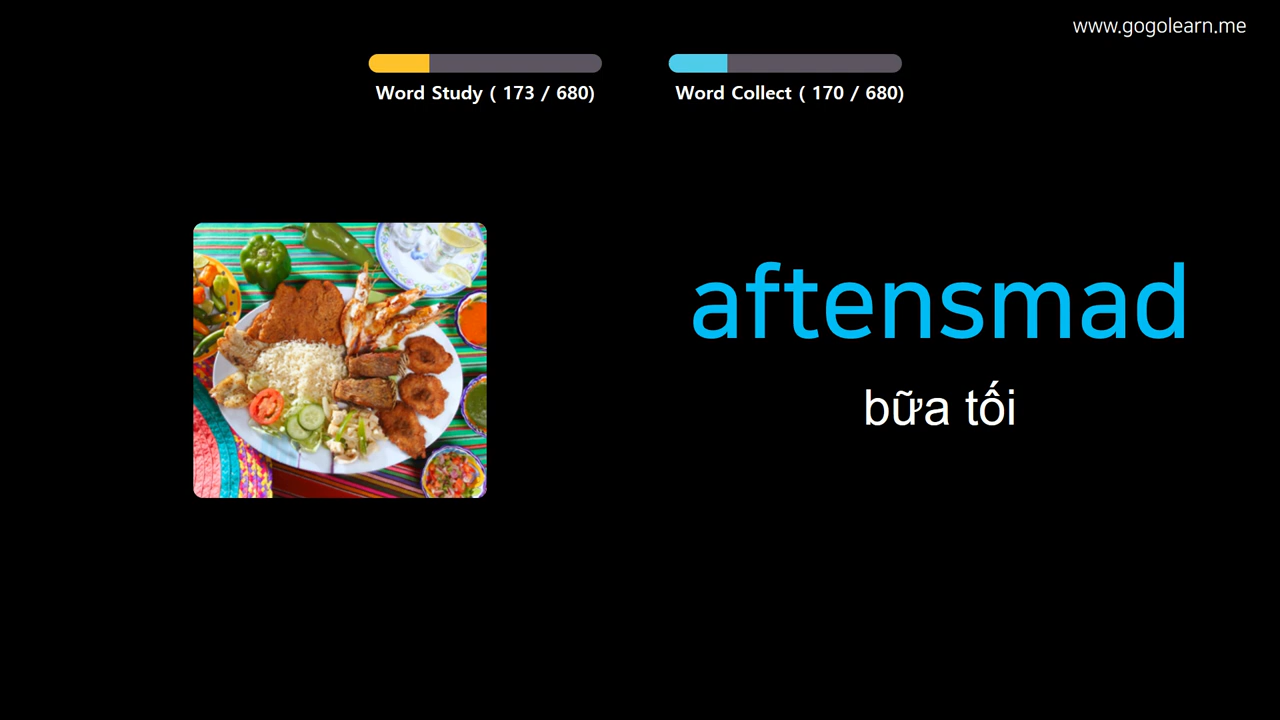 www.gogolearn.me
Word Study ( 173 / 680)
Word Collect ( 170 / 680)
aftensmad
bữa tối